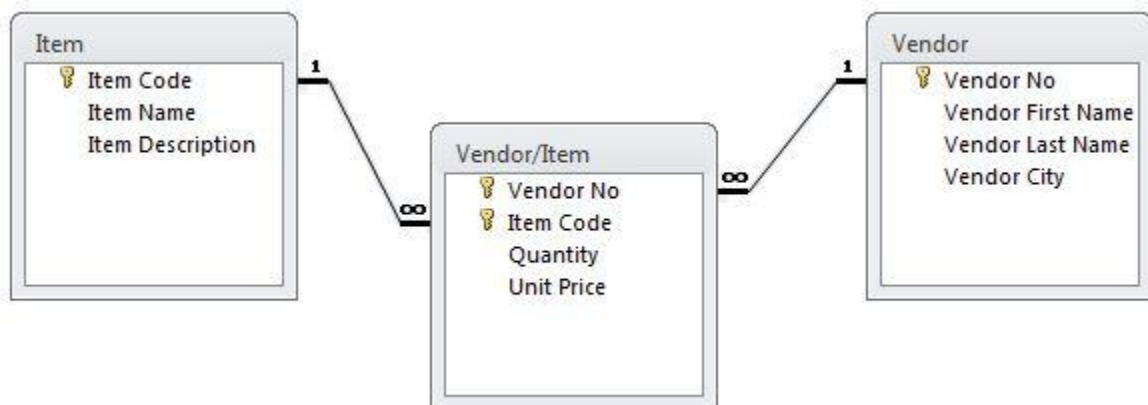 Item
Item Code
Item Name
Item Description
1
∞
Vendor/Item
Vendor No
Item Code
Quantity
Unit Price
∞
1
Vendor
Vendor No
Vendor First Name
Vendor Last Name
Vendor City